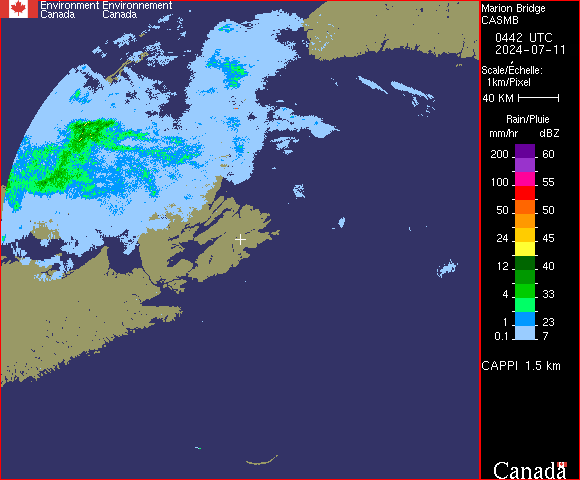 Environment Environnement
Canada Canada
Marion Bridge
CASMB
0442 UTC
2024-07-11
Scale/Échelle:
1km/Pixel
40 KM
Rain/Pluie
mm/hr dBZ
200 60
100 55
50 50
24 45
12 40
4 33
1 23
0.1 7
CAPPI 1.5 km
Canada